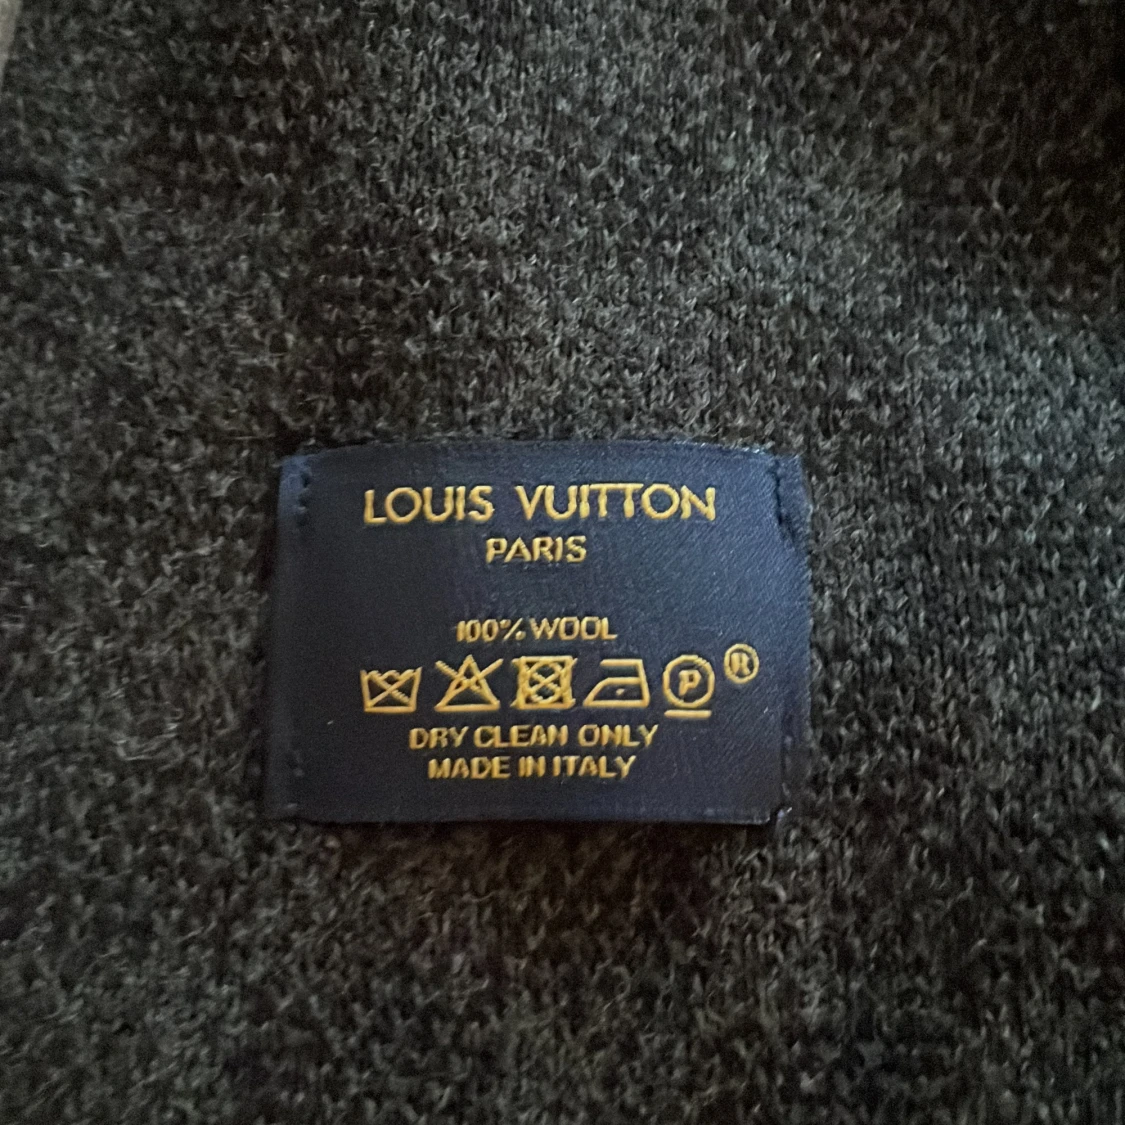 LOUIS VUITTON
PARIS
100% WOOL
P ®
DRY CLEAN ONLY
MADE IN ITALY